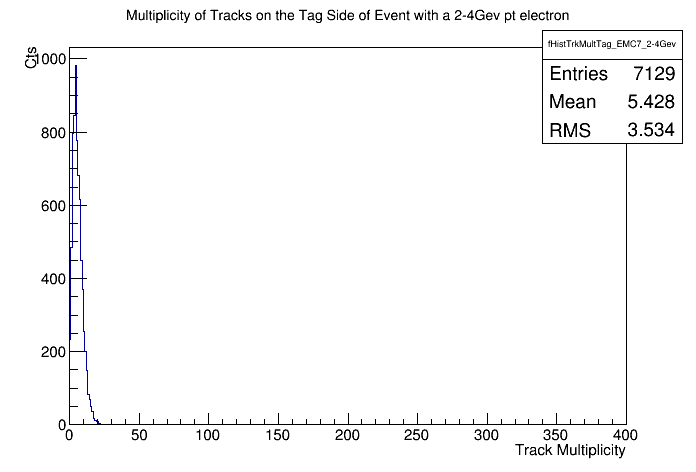 Multiplicity of Tracks on the Tag Side of Event with a 2-4Gev pt electron
Cts
fHistTrkMultTag_EMC7_2-4Gev
Entries 7129
Mean 5.428
RMS 3.534
1000
800
600
400
200
0
0 50 100 150 200 250 300 350 400
Track Multiplicity